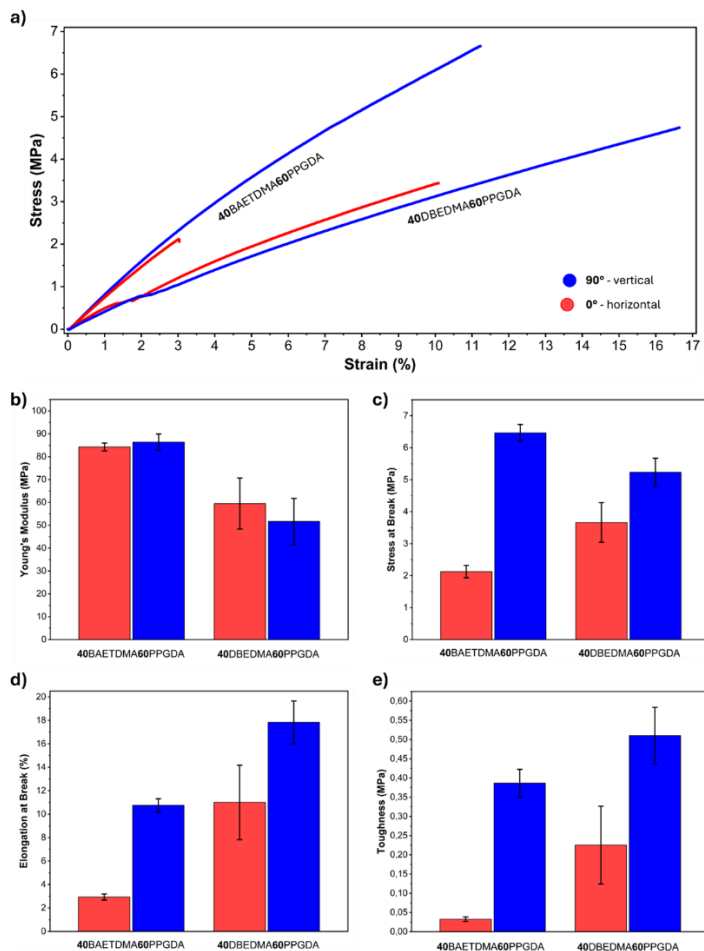 a)
7
6
5
4
3
2
1
0
Stress (MPa)
40BAETDMA60PPGDA
40DBEDMA60PPGDA
90º - vertical
0º - horizontal
0 1 2 3 4 5 6 7 8 9 10 11 12 13 14 15 16 17
Strain (%)
b)
100
90
80
70
60
50
40
30
20
10
0
Young's Modulus (MPa)
40BAETDMA60PPGDA 40DBEDMA60PPGDA
c)
7
6
5
4
3
2
1
0
Stress at Break (MPa)
40BAETDMA60PPGDA 40DBEDMA60PPGDA
d)
20
18
16
14
12
10
8
6
4
2
0
Elongation at Break (%)
40BAETDMA60PPGDA 40DBEDMA60PPGDA
e)
0,60
0,55
0,50
0,45
0,40
0,35
0,30
0,25
0,20
0,15
0,10
0,05
0,00
Toughness (MPa)
40BAETDMA60PPGDA 40DBEDMA60PPGDA